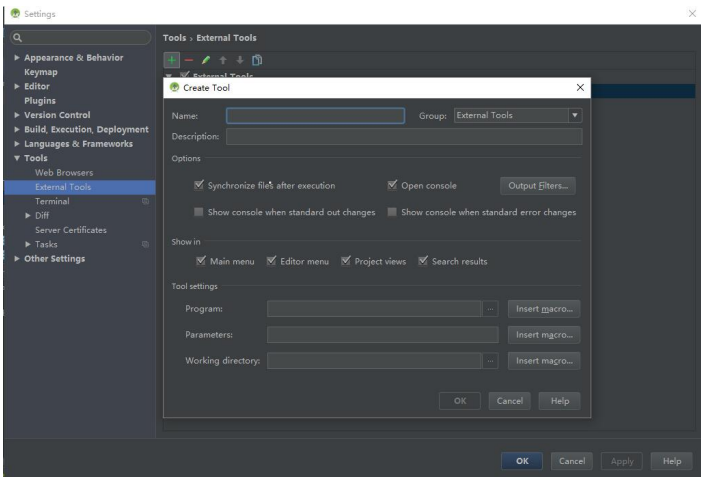 Settings
Tools › External Tools
Appearance & Behavior
Keymap
Editor
Plugins
Version Control
Build, Execution, Deployment
Languages & Frameworks
Tools
Web Browsers
External Tools
Terminal
Diff
Server Certificates
Tasks
Other Settings
External Tools
Create Tool
Name:
Group: External Tools
Description:
Options
Synchronize files after execution
Open console
Output Filters...
Show console when standard out changes
Show console when standard error changes
Show in
Main menu
Editor menu
Project views
Search results
Tool settings
Program:
...
Insert macro...
Parameters:
Insert macro...
Working directory:
...
Insert macro...
OK
Cancel
Help
OK
Cancel
Apply
Help